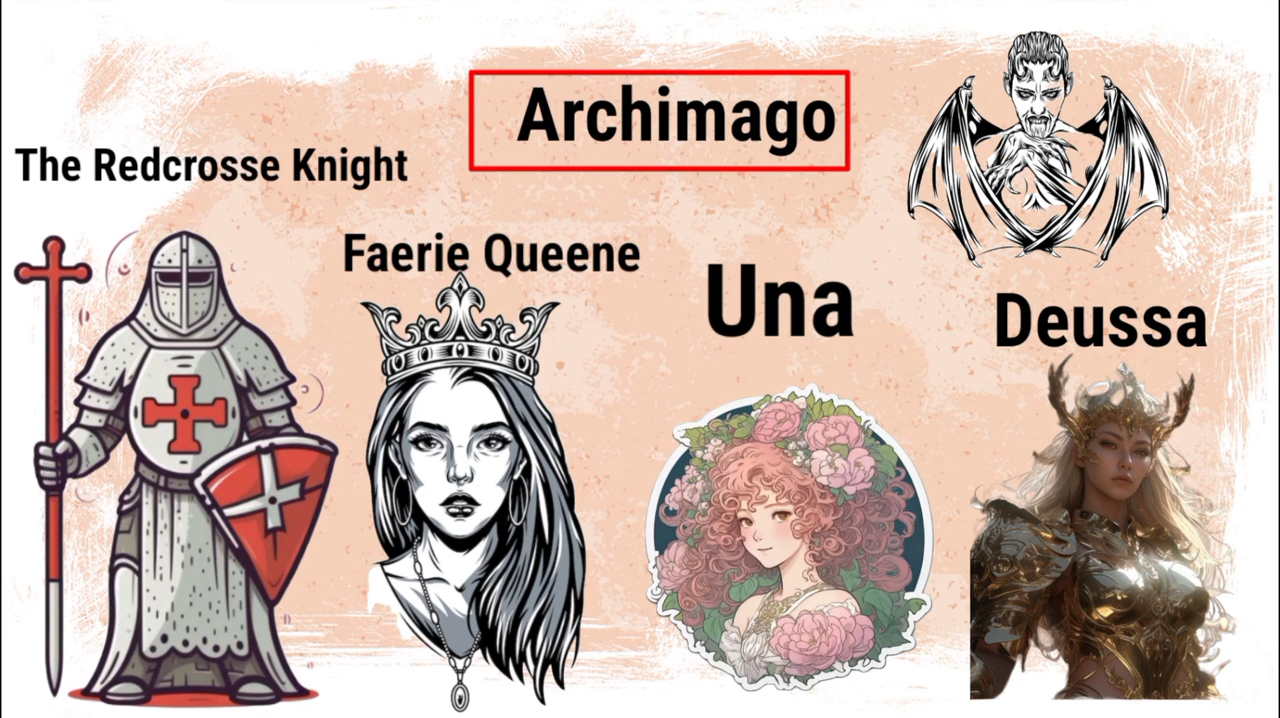 Archimago
The Redcrosse Knight
Faerie Queene
Una
Deussa